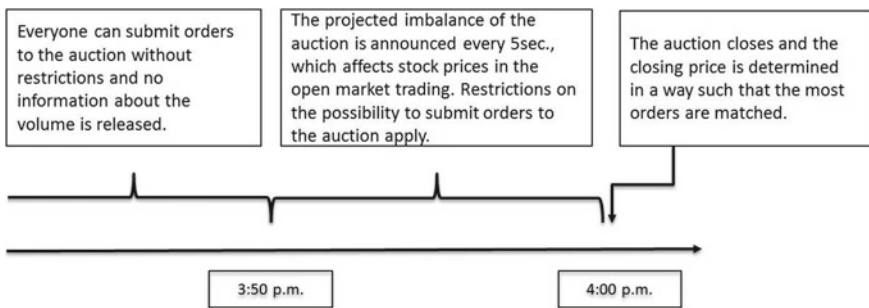 Everyone can submit orders
to the auction without
restrictions and no
information about the
volume is released.
The projected imbalance of the
auction is announced every 5sec.,
which affects stock prices in the
open market trading. Restrictions on
the possibility to submit orders to
the auction apply.
The auction closes and the
closing price is determined
in a way such that the most
orders are matched.
3:50 p.m.
4:00 p.m.